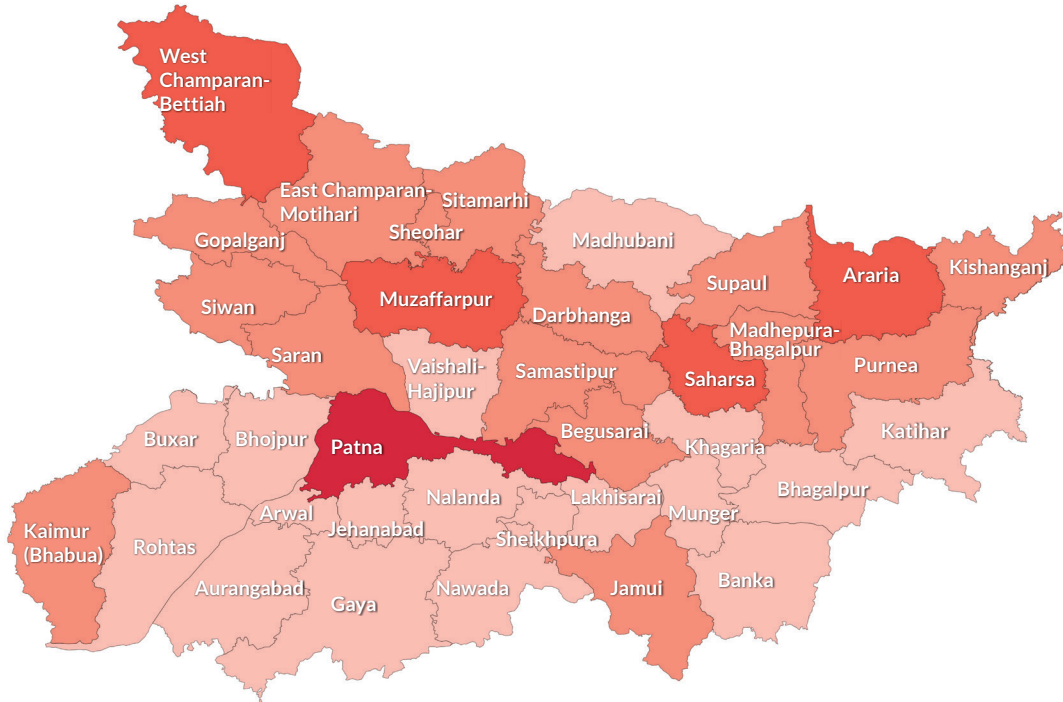 West
Champaran-
Bettiah
East Champaran-
Motihari
Sitamarhi
Sheohar
Gopalganj
Madhubani
Siwan
Muzaffarpur
Darbhanga
Supaul
Araria
Kishanganj
Madhepura-
Bhagalpur
Saran
Vaishali-
Hajipur
Samastipur
Saharsa
Purnea
Buxar
Bhojpur
Patna
Begusarai
Khagaria
Katihar
Nalanda
Lakhisarai
Bhagalpur
Arwal
Jehanabad
Sheikhpura
Munger
Kaimur
(Bhabua)
Rohtas
Aurangabad
Gaya
Nawada
Jamui
Banka